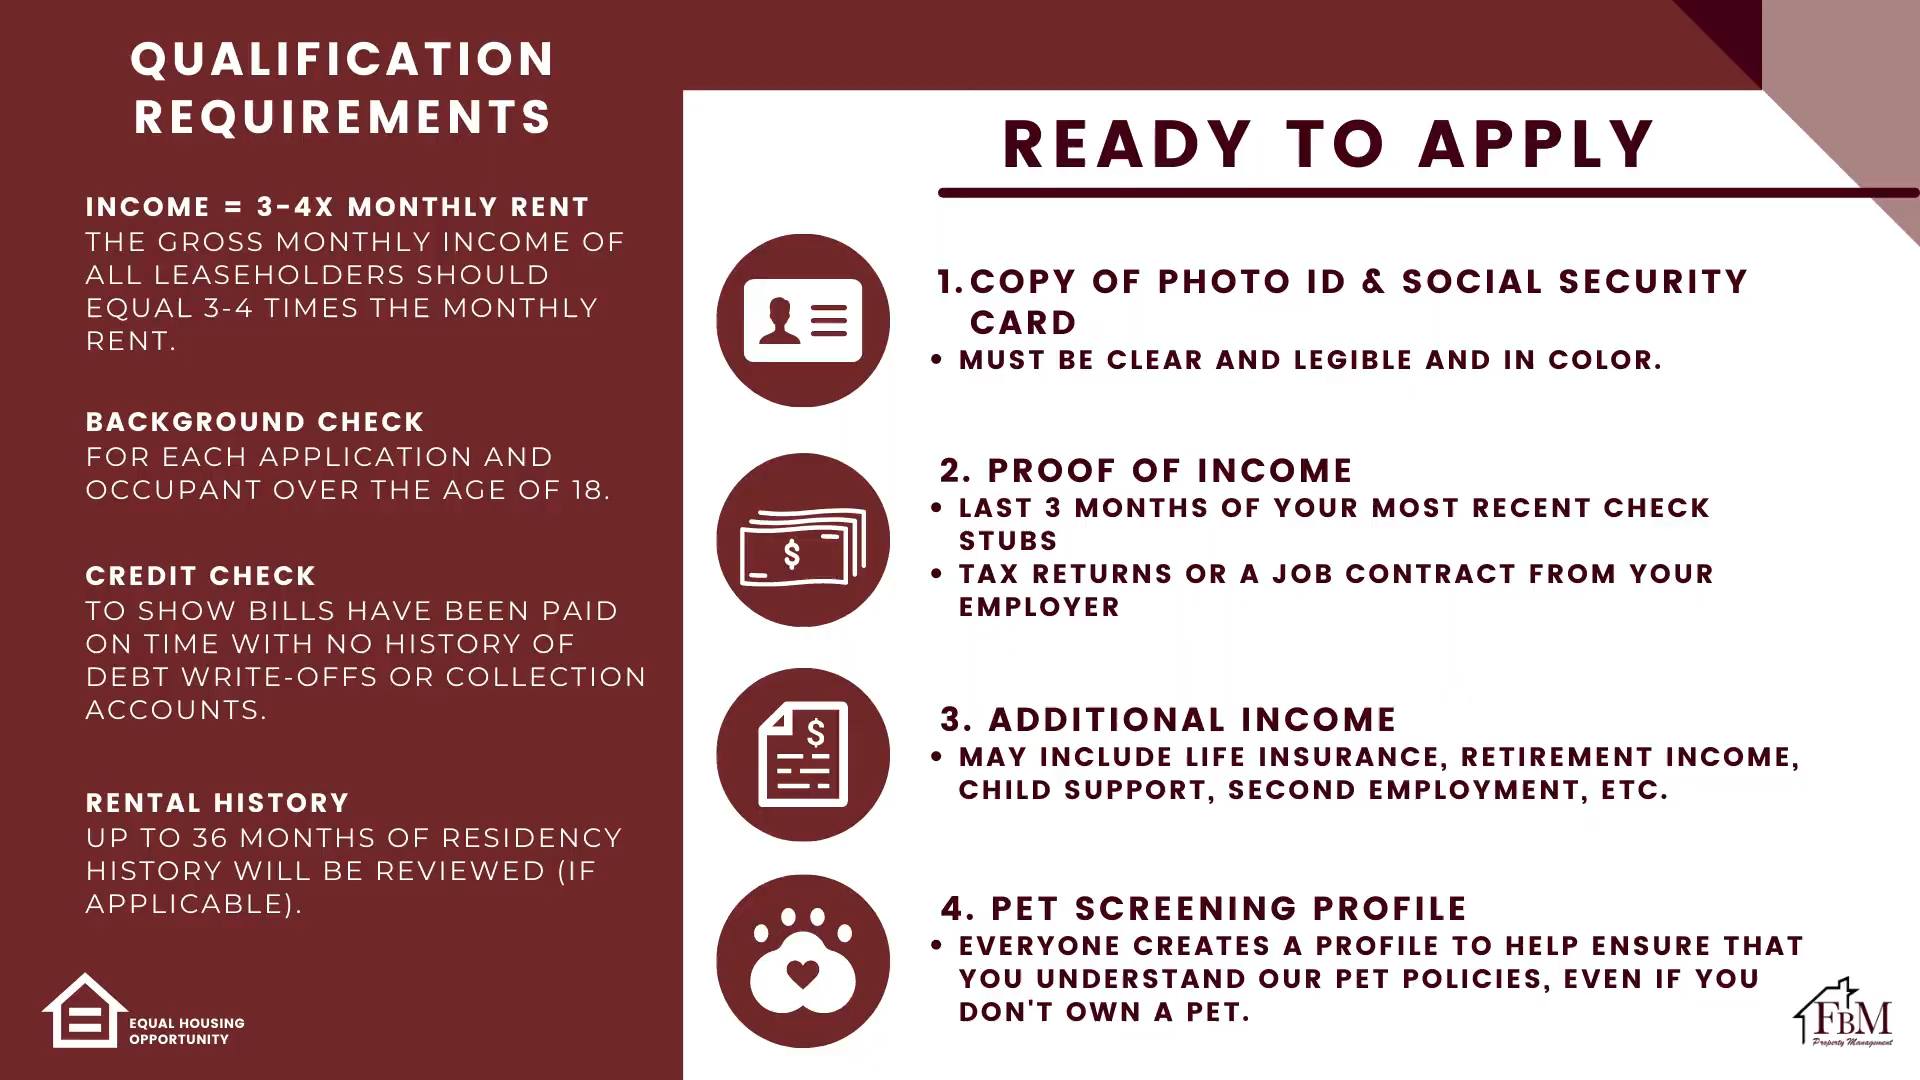 QUALIFICATION
REQUIREMENTS
INCOME = 3-4X MONTHLY RENT
THE GROSS MONTHLY INCOME OF
ALL LEASEHOLDERS SHOULD
EQUAL 3-4 TIMES THE MONTHLY
RENT.
BACKGROUND CHECK
FOR EACH APPLICATION AND
OCCUPANT OVER THE AGE OF 18.
CREDIT CHECK
TO SHOW BILLS HAVE BEEN PAID
ON TIME WITH NO HISTORY OF
DEBT WRITE-OFFS OR COLLECTION
ACCOUNTS.
RENTAL HISTORY
UP TO 36 MONTHS OF RESIDENCY
HISTORY WILL BE REVIEWED (IF
APPLICABLE).
EQUAL HOUSING
OPPORTUNITY
READY TO APPLY
1. COPY OF PHOTO ID & SOCIAL SECURITY
CARD
• MUST BE CLEAR AND LEGIBLE AND IN COLOR.
2. PROOF OF INCOME
• LAST 3 MONTHS OF YOUR MOST RECENT CHECK
STUBS
• TAX RETURNS OR A JOB CONTRACT FROM YOUR
EMPLOYER
$
3. ADDITIONAL INCOME
• MAY INCLUDE LIFE INSURANCE, RETIREMENT INCOME,
CHILD SUPPORT, SECOND EMPLOYMENT, ETC.
$
4. PET SCREENING PROFILE
• EVERYONE CREATES A PROFILE TO HELP ENSURE THAT
YOU UNDERSTAND OUR PET POLICIES, EVEN IF YOU
DON'T OWN A PET.
FBM
Property Management